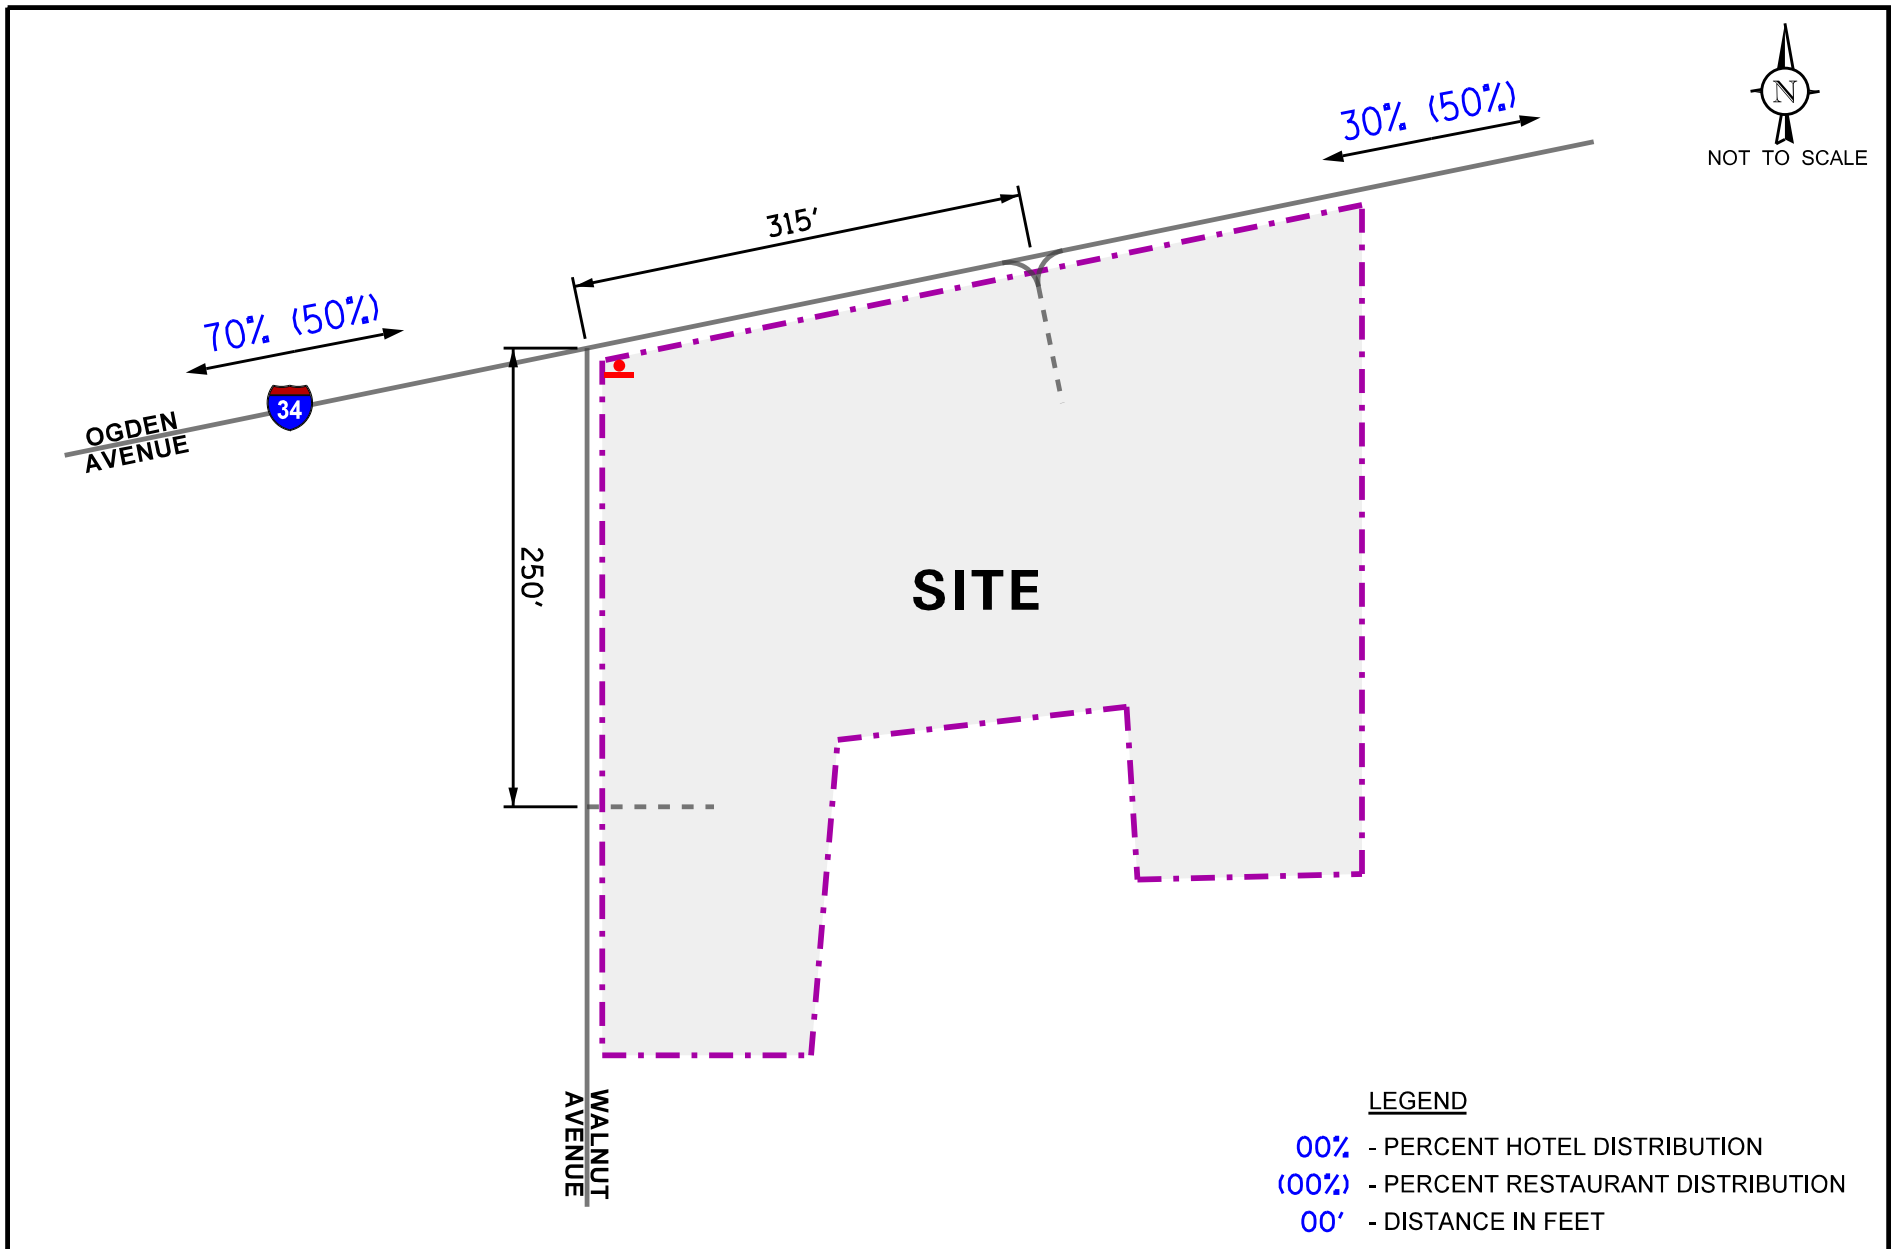 N
NOT TO SCALE
30% (50%)
315'
70% (50%)
34
OGDEN
AVENUE
250'
SITE
WALNUT
AVENUE
LEGEND
00% - PERCENT HOTEL DISTRIBUTION
(00%) - PERCENT RESTAURANT DISTRIBUTION
00' - DISTANCE IN FEET